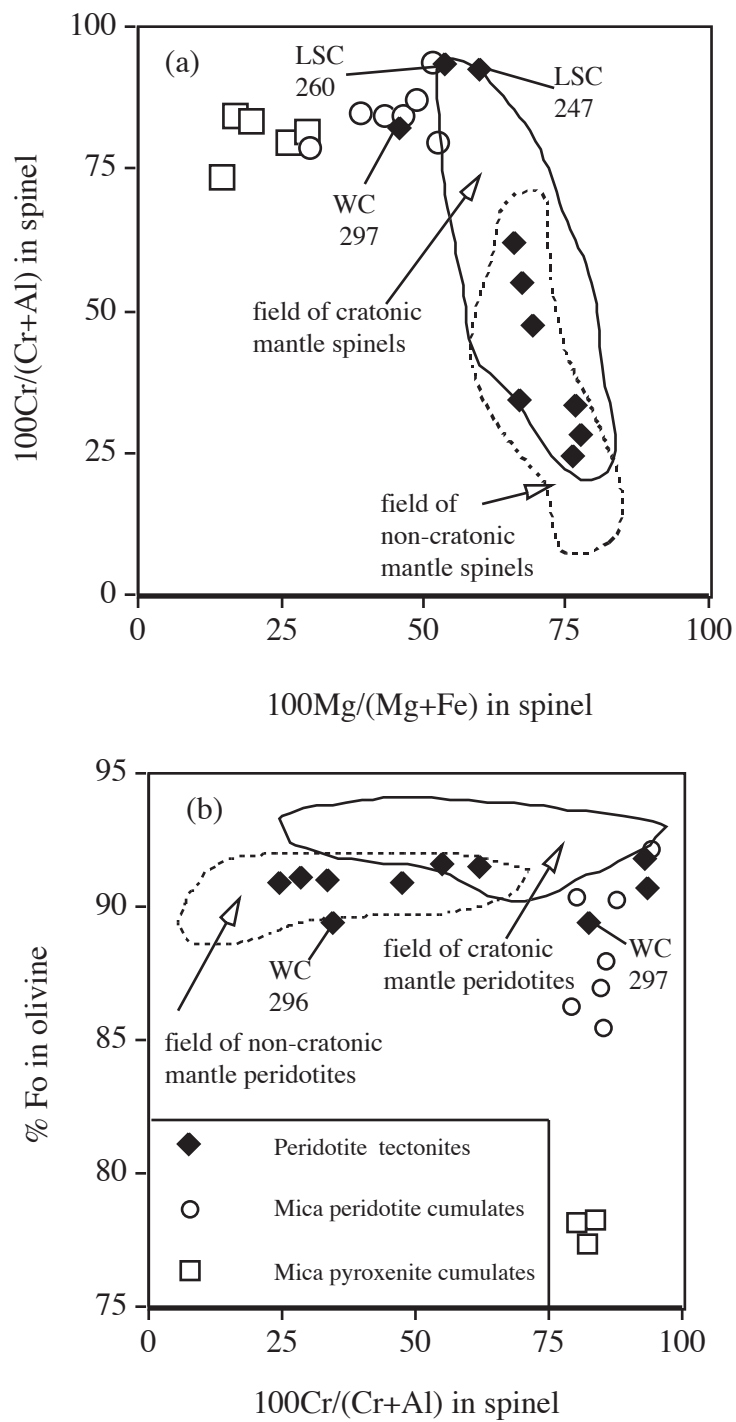 100
(a)
LSC
260
LSC
247
75
WC
297
50
field of cratonic
mantle spinels
25
field of
non-cratonic
mantle spinels
0
0 25 50 75 100
100Cr/(Cr+Al) in spinel
100Mg/(Mg+Fe) in spinel
95
(b)
90
WC
296
field of cratonic
mantle peridotites
WC
297
field of non-cratonic
mantle peridotites
85
80
75
% Fo in olivine
Peridotite tectonites
Mica peridotite cumulates
Mica pyroxenite cumulates
0 25 50 75 100
100Cr/(Cr+Al) in spinel